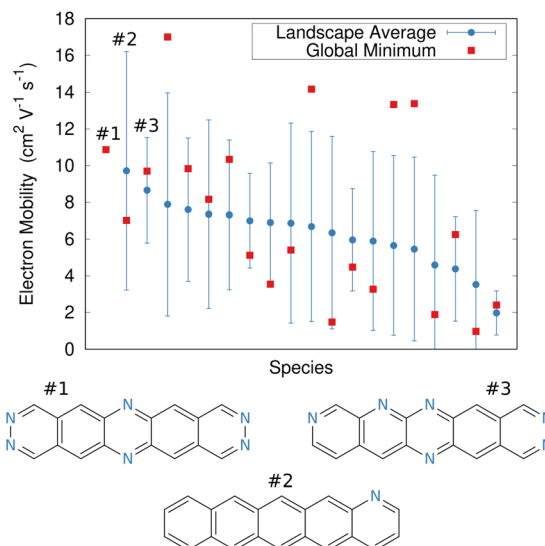 18
16
14
12
10
8
6
4
2
0
Electron Mobility (cm² V⁻¹ s⁻¹)
Landscape Average
Global Minimum
#2
#1
#3
Species
#1
N
N
N
N
N
N
#3
N
N
N
N
N
N
#2
N